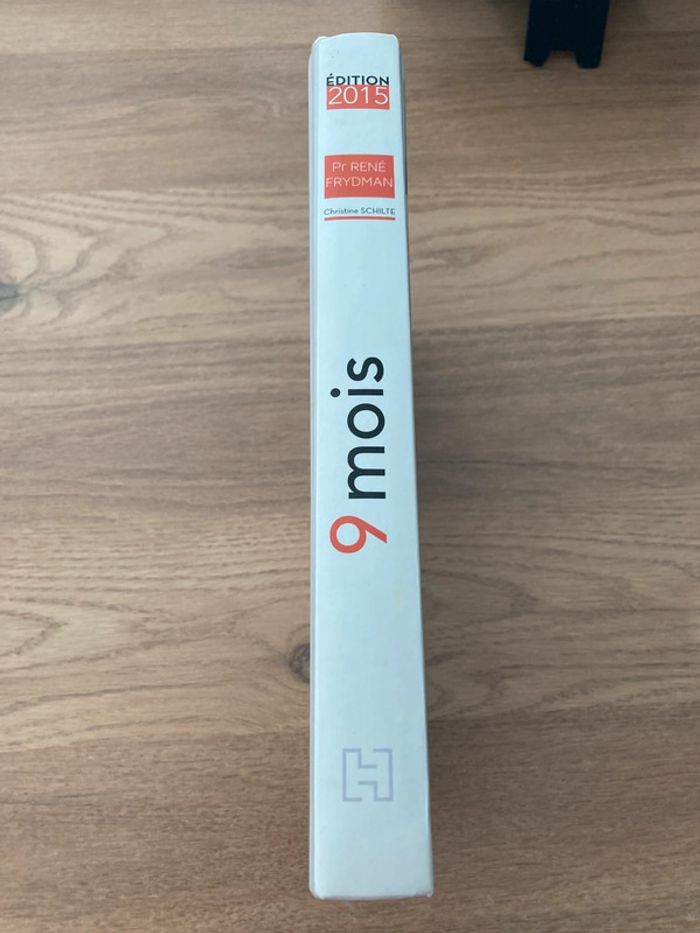 ÉDITION
2015
Pr RENÉ
FRYDMAN
Christine SCHILTE
9 mois